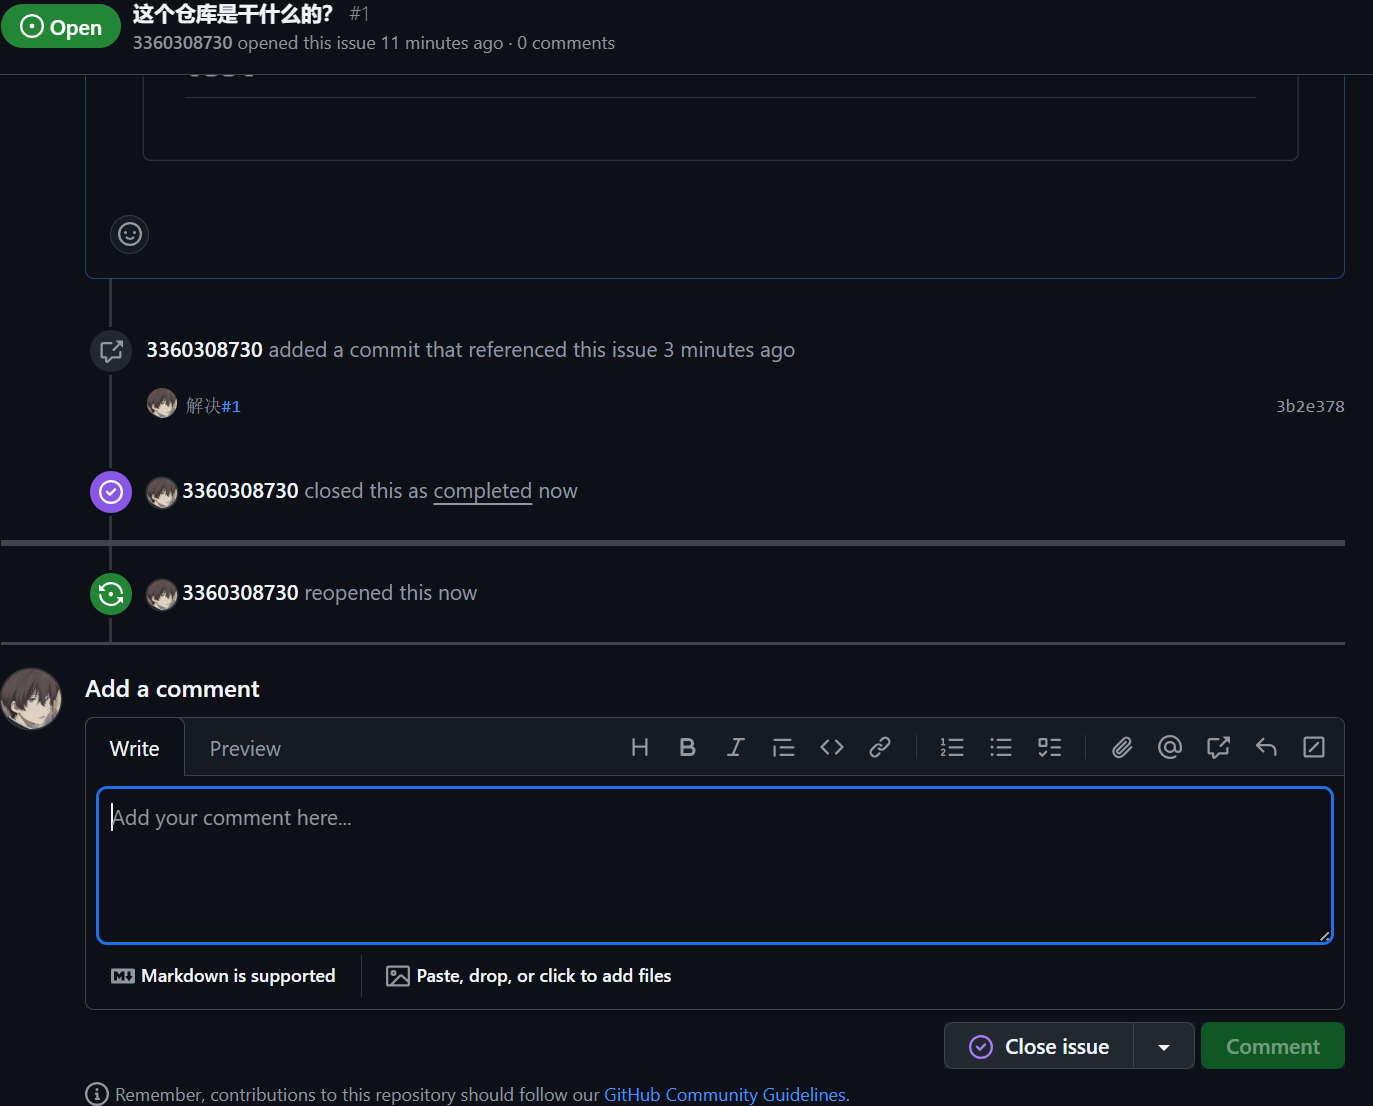 Open
这个仓库是干什么的? #1
3360308730 opened this issue 11 minutes ago · 0 comments
3360308730 added a commit that referenced this issue 3 minutes ago
解决#1
3b2e378
3360308730 closed this as completed now
3360308730 reopened this now
Add a comment
Write
Preview
Add your comment here...
Markdown is supported
Paste, drop, or click to add files
Close issue
Comment
Remember, contributions to this repository should follow our GitHub Community Guidelines.